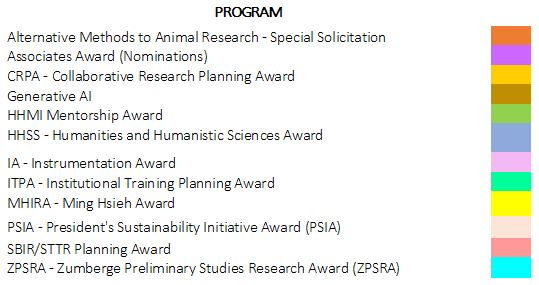 PROGRAM
Alternative Methods to Animal Research - Special Solicitation
Associates Award (Nominations)
CRPA - Collaborative Research Planning Award
Generative AI
HHMI Mentorship Award
HHSS - Humanities and Humanistic Sciences Award
IA - Instrumentation Award
ITPA - Institutional Training Planning Award
MHIRA - Ming Hsieh Award
PSIA - President's Sustainability Initiative Award (PSIA)
SBIR/STTR Planning Award
ZPSRA - Zumberge Preliminary Studies Research Award (ZPSRA)